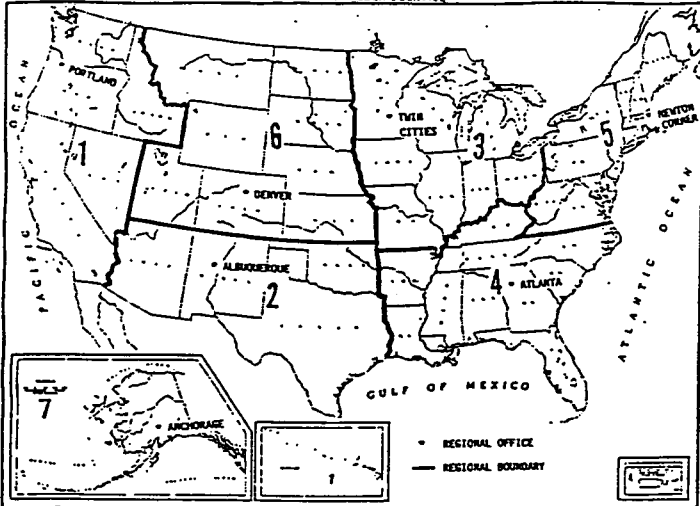 PORTLAND
OCEAN
PACIFIC
1
6
TWIN
CITIES
3
5
NEWTON
CORNER
DENVER
ALBUQUERQUE
2
4
ATLANTA
ATLANTIC OCEAN
GULF OF MEXICO
7
ANCHORAGE
1
• REGIONAL OFFICE
— REGIONAL BOUNDARY
4